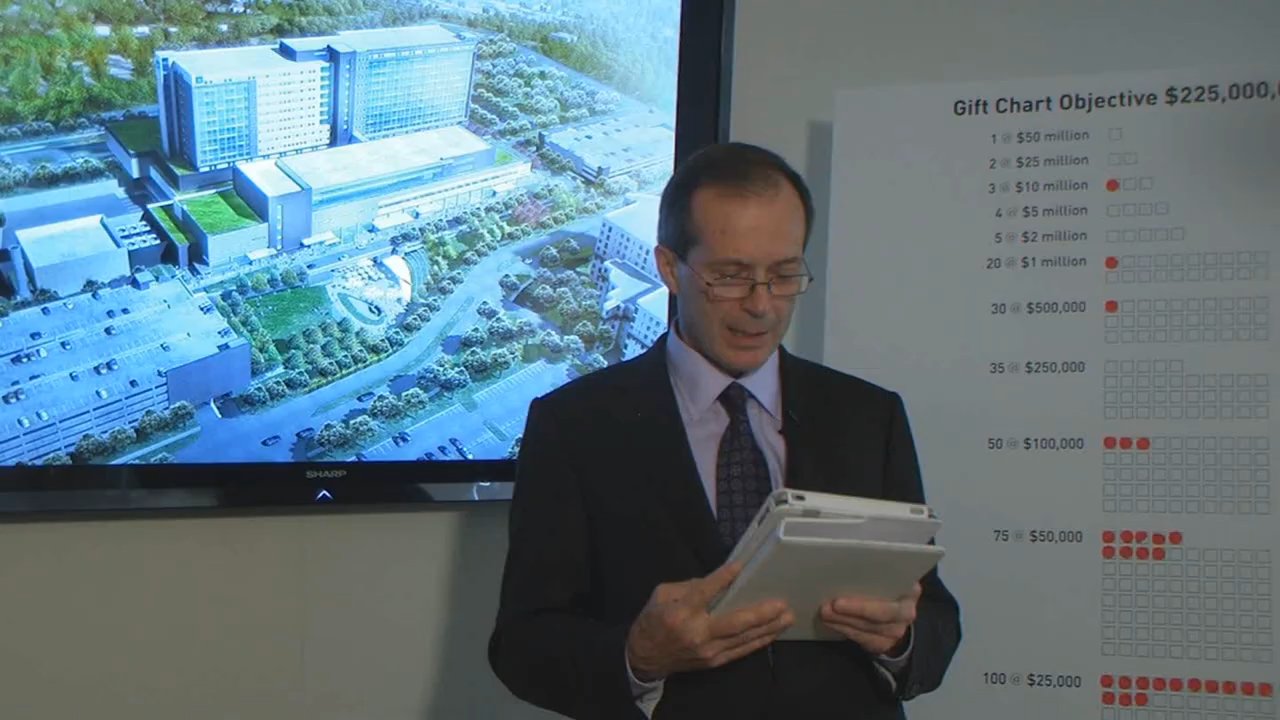 SHARP
Gift Chart Objective $225,000,
1 @ $50 million
2 @ $25 million
3 @ $10 million
4 @ $5 million
5 @ $2 million
20 @ $1 million
30 @ $500,000
35 @ $250,000
50 @ $100,000
75 @ $50,000
100 @ $25,000